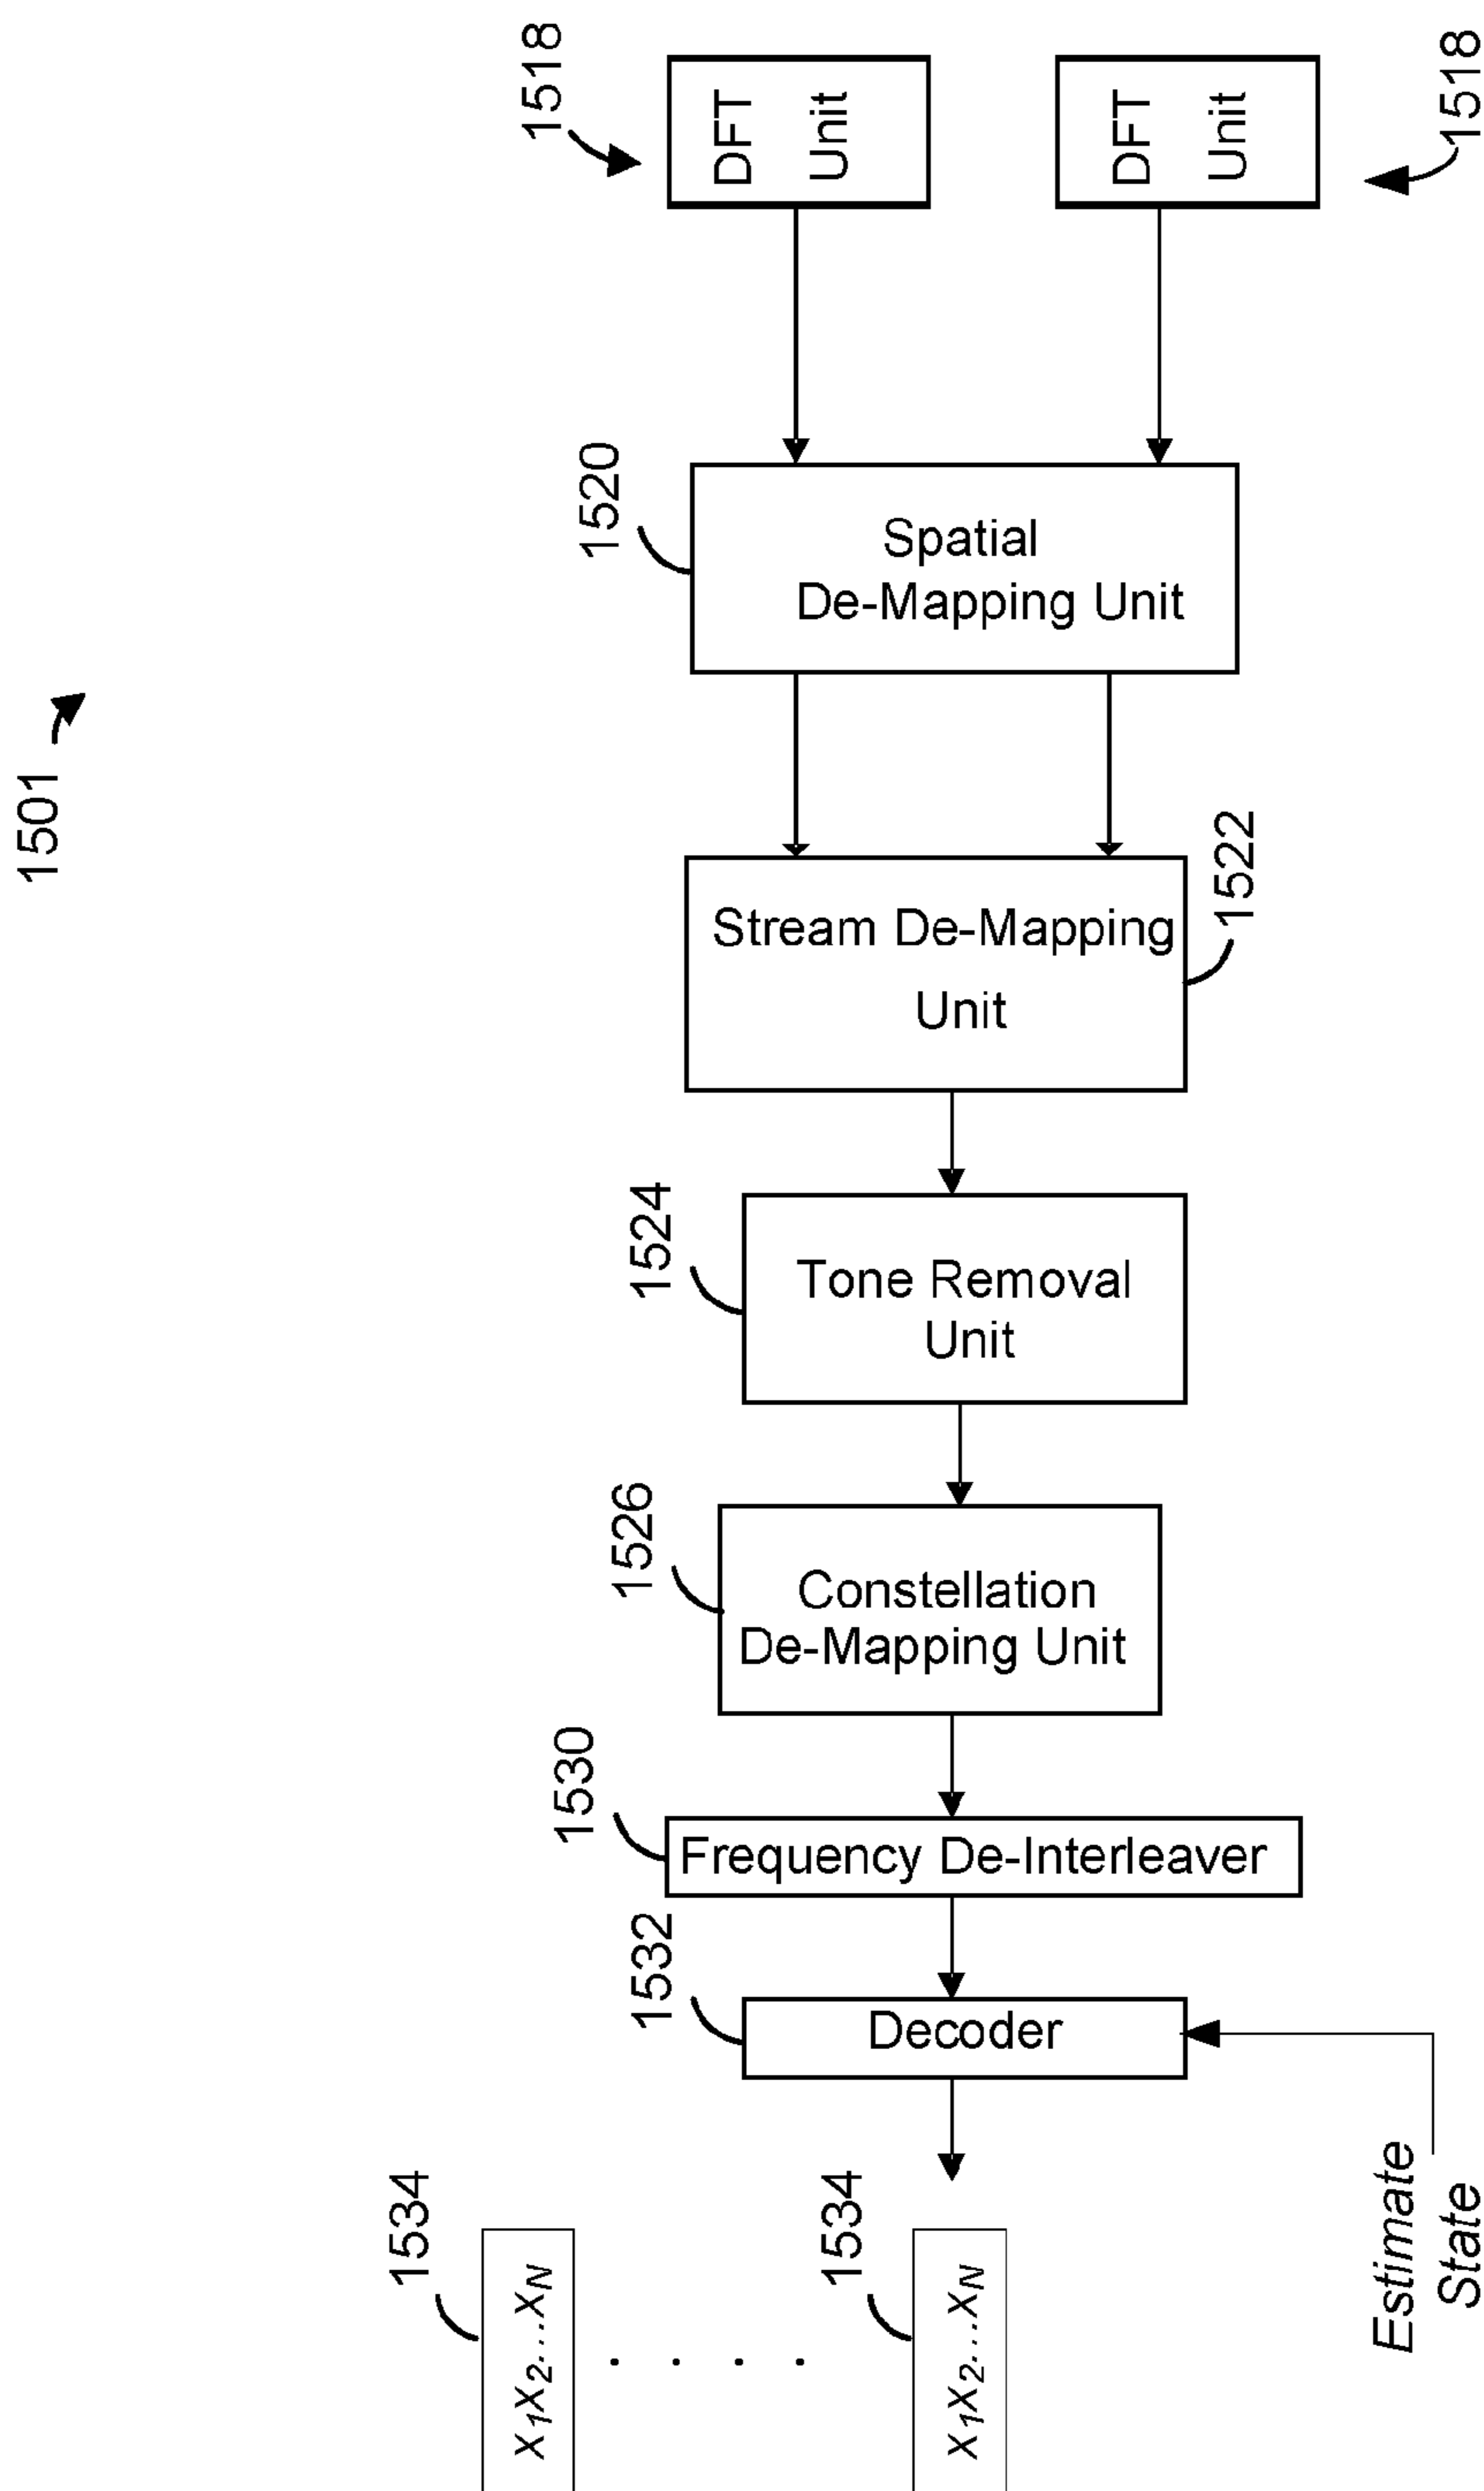 1518
DFT
Unit
DFT
Unit
1518
1520
Spatial
De-Mapping Unit
1501
1522
Stream De-Mapping
Unit
1524
Tone Removal
Unit
1526
Constellation
De-Mapping Unit
1530
Frequency De-Interleaver
1532
Decoder
Estimate
State
1534
X1X2...XN
. . . .
1534
X1X2...XN